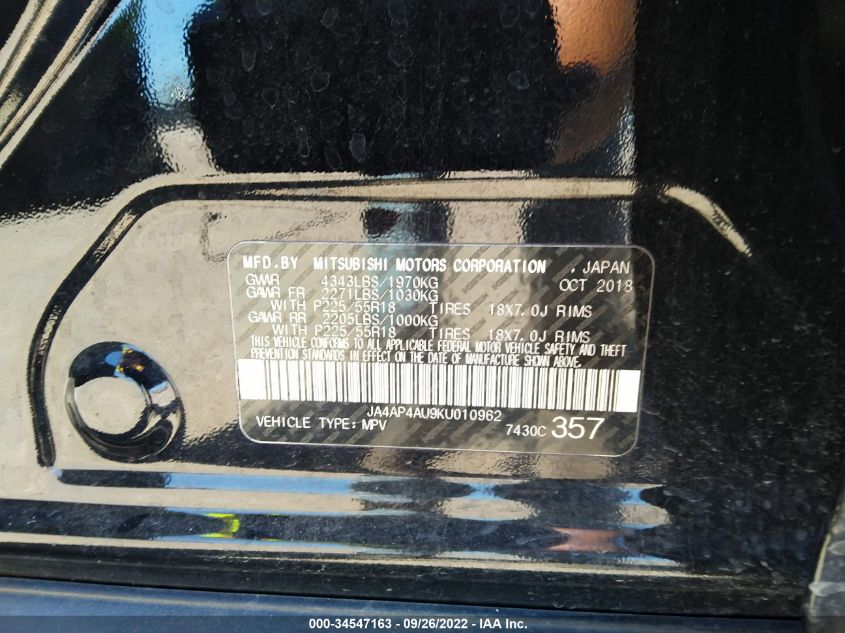 MFD.BY MITSUBISHI MOTORS CORPORATION . JAPAN
GVWR 4343LBS/1970KG OCT 2018
GAWR FR 2271LBS/1030KG
WITH P225/55R18 TIRES 18X7.0J RIMS
GAWR RR 2205LBS/1000KG
WITH P225/55R18 TIRES 18X7.0J RIMS
THIS VEHICLE CONFORMS TO ALL APPLICABLE FEDERAL MOTOR VEHICLE SAFETY AND THEFT
PREVENTION STANDARDS IN EFFECT ON THE DATE OF MANUFACTURE SHOWN ABOVE.
JA4AP4AU9KU010962
VEHICLE TYPE: MPV 7430C 357
000-34547163 - 09/26/2022 - IAA Inc.